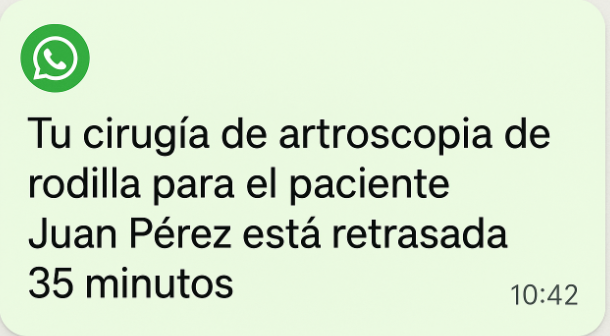 Tu cirugía de artroscopia de
rodilla para el paciente
Juan Pérez está retrasada
35 minutos
10:42